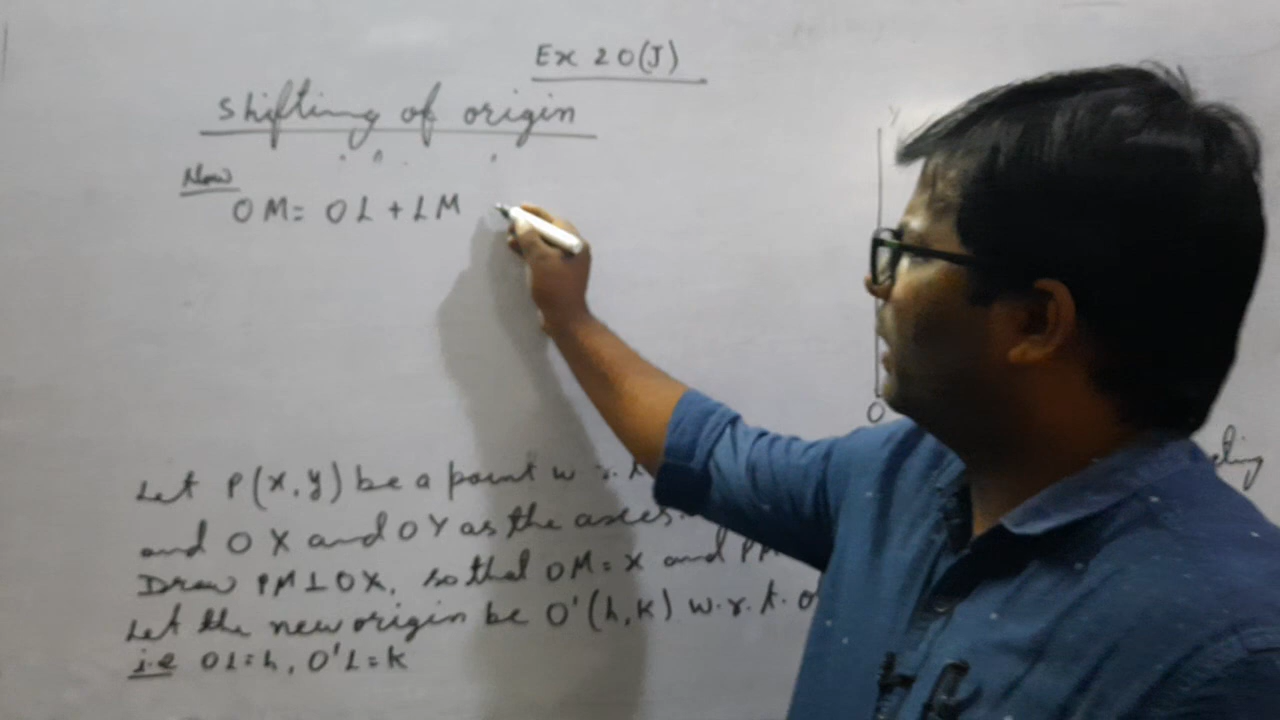 Ex 20(J)
Shifting of origin
Now
OM = OL + LM
Y
O
Let P(x, y) be a point w.r.t
and OX and OY as the axes.
Draw PM ⊥ OX, so that OM = x and PM
Let the new origin be O'(h, k) w.r.t. o
i.e OL = h, O'L = k